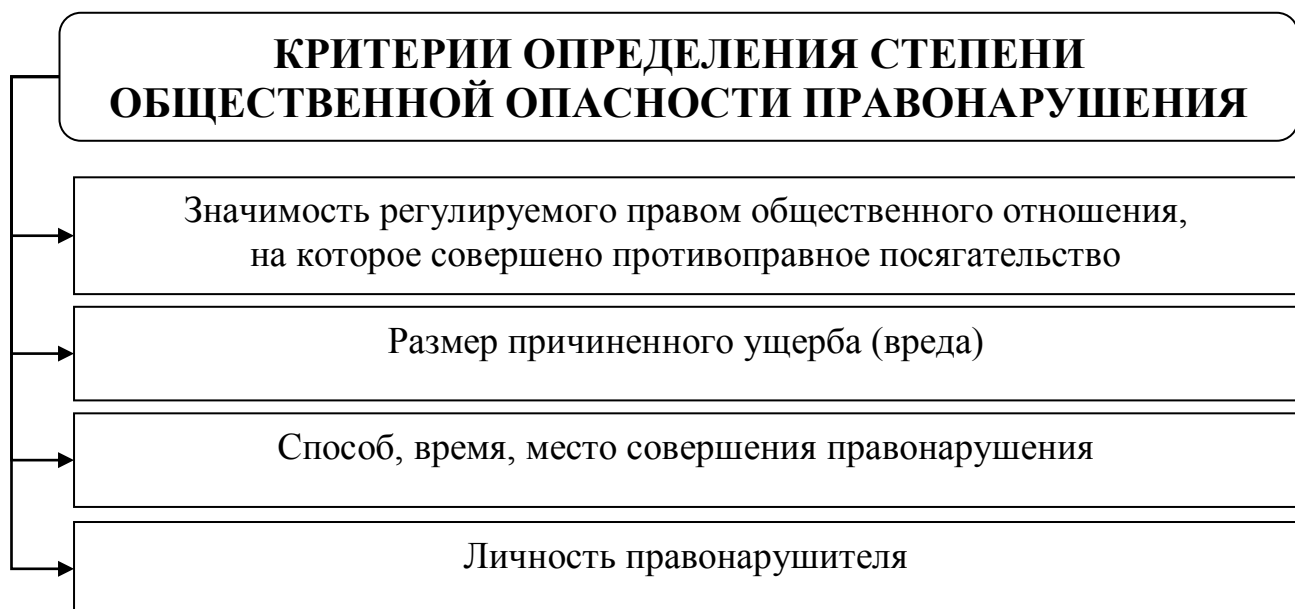 КРИТЕРИИ ОПРЕДЕЛЕНИЯ СТЕПЕНИ
ОБЩЕСТВЕННОЙ ОПАСНОСТИ ПРАВОНАРУШЕНИЯ
Значимость регулируемого правом общественного отношения,
на которое совершено противоправное посягательство
Размер причиненного ущерба (вреда)
Способ, время, место совершения правонарушения
Личность правонарушителя